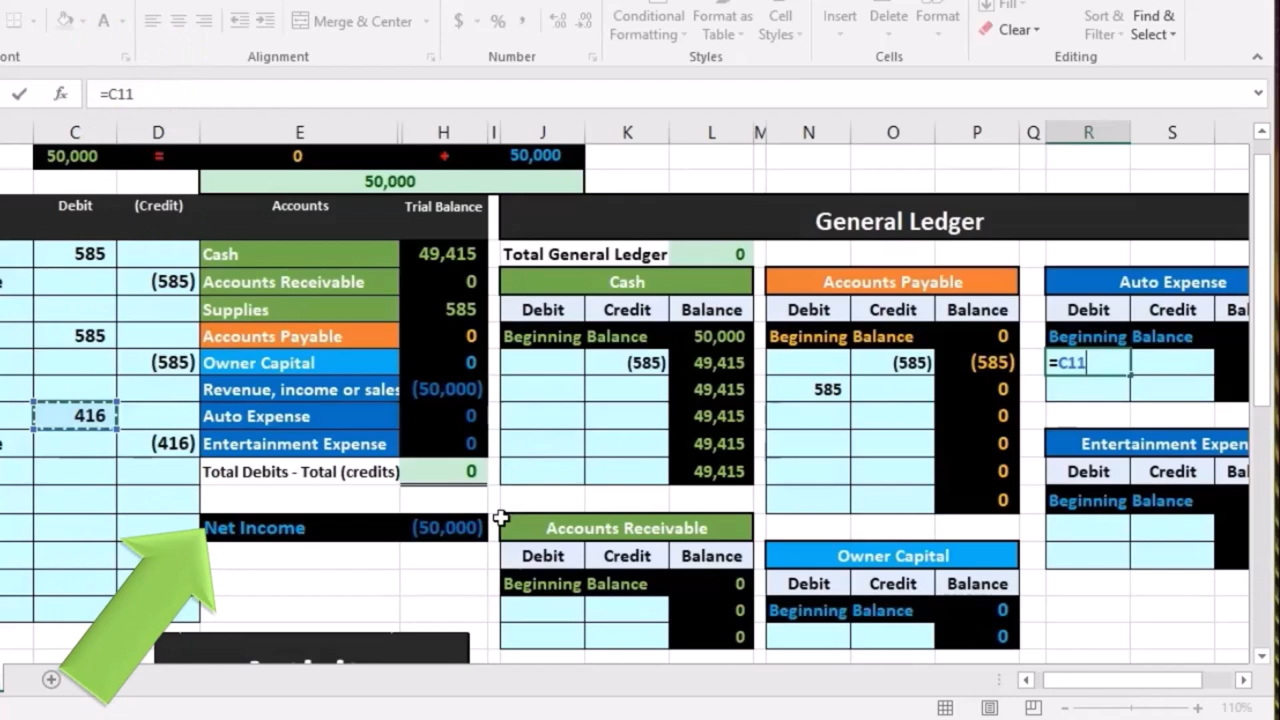 Merge & Center
$ % ,
Conditional Formatting
Format as Table
Cell Styles
Insert Delete Format
Fill
Clear
Sort & Filter
Find & Select
ont Alignment Number Styles Cells Editing
fx =C11
C D E H I J K L M N O P Q R S
50,000 = 0 + 50,000
50,000
Debit (Credit) Accounts Trial Balance General Ledger
585 Cash 49,415 Total General Ledger 0
e (585) Accounts Receivable 0 Cash Accounts Payable Auto Expense
Supplies 585 Debit Credit Balance Debit Credit Balance Debit Credit Bal
585 Accounts Payable 0 Beginning Balance 50,000 Beginning Balance 0 Beginning Balance
(585) Owner Capital 0 (585) 49,415 (585) (585) =C11
Revenue, income or sales (50,000) 49,415 585 0
416 Auto Expense 0 49,415 0
e (416) Entertainment Expense 0 49,415 0 Entertainment Expen
Total Debits - Total (credits) 0 49,415 0 Debit Credit Bal
0 Beginning Balance
Net Income (50,000) Accounts Receivable
Debit Credit Balance Owner Capital
Beginning Balance 0 Debit Credit Balance
0 Beginning Balance 0
0 0
110%